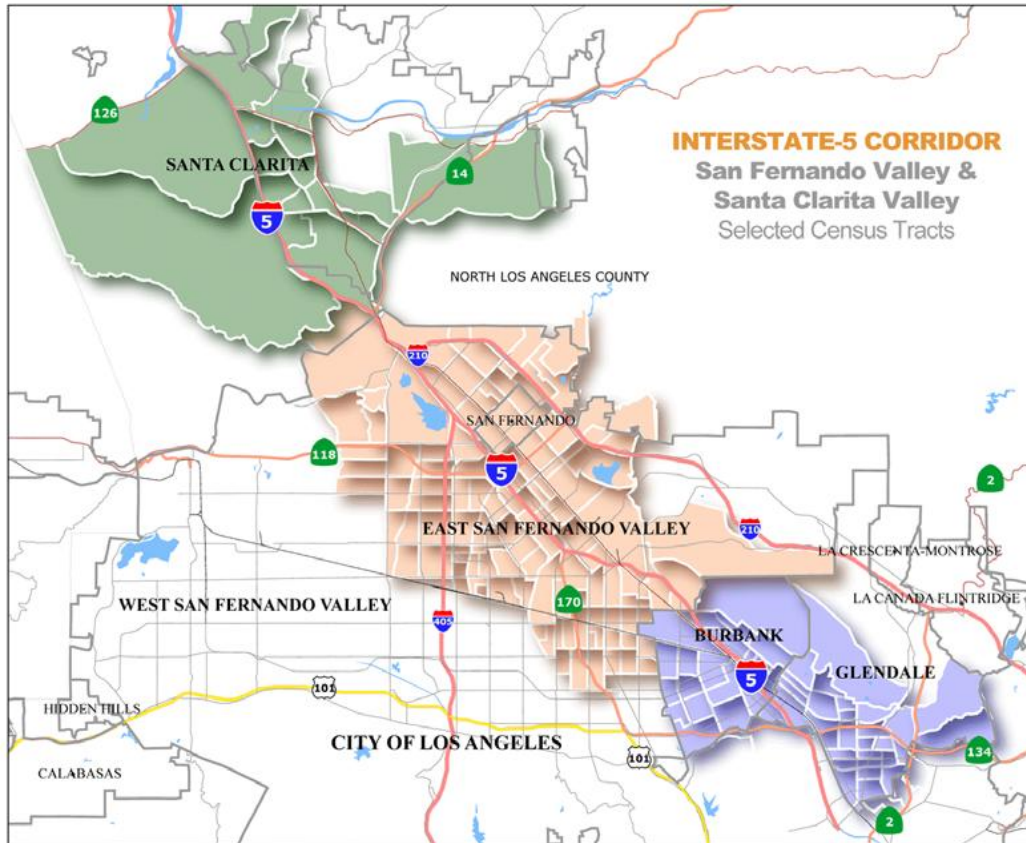 126
SANTA CLARITA
14
5
INTERSTATE-5 CORRIDOR
San Fernando Valley &
Santa Clarita Valley
Selected Census Tracts
NORTH LOS ANGELES COUNTY
210
SAN FERNANDO
118
5
2
EAST SAN FERNANDO VALLEY
210
LA CRESCENTA-MONTROSE
WEST SAN FERNANDO VALLEY
170
LA CANADA FLINTRIDGE
405
BURBANK
GLENDALE
5
101
HIDDEN HILLS
CITY OF LOS ANGELES
134
101
CALABASAS
2